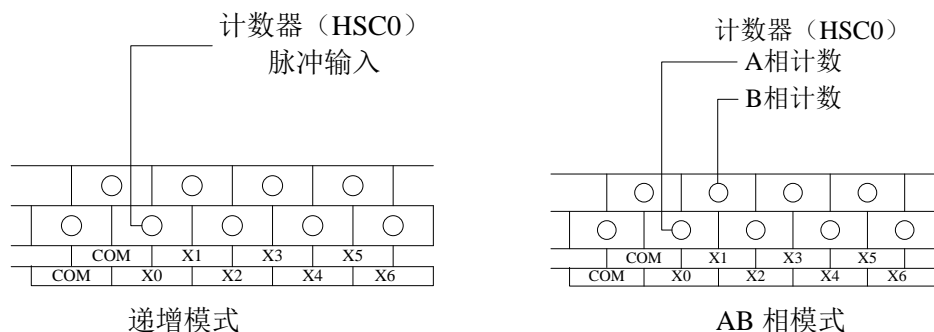 计数器（HSC0）
脉冲输入
COM X1 X3 X5
COM X0 X2 X4 X6
递增模式
计数器（HSC0）
A相计数
B相计数
COM X1 X3 X5
COM X0 X2 X4 X6
AB 相模式